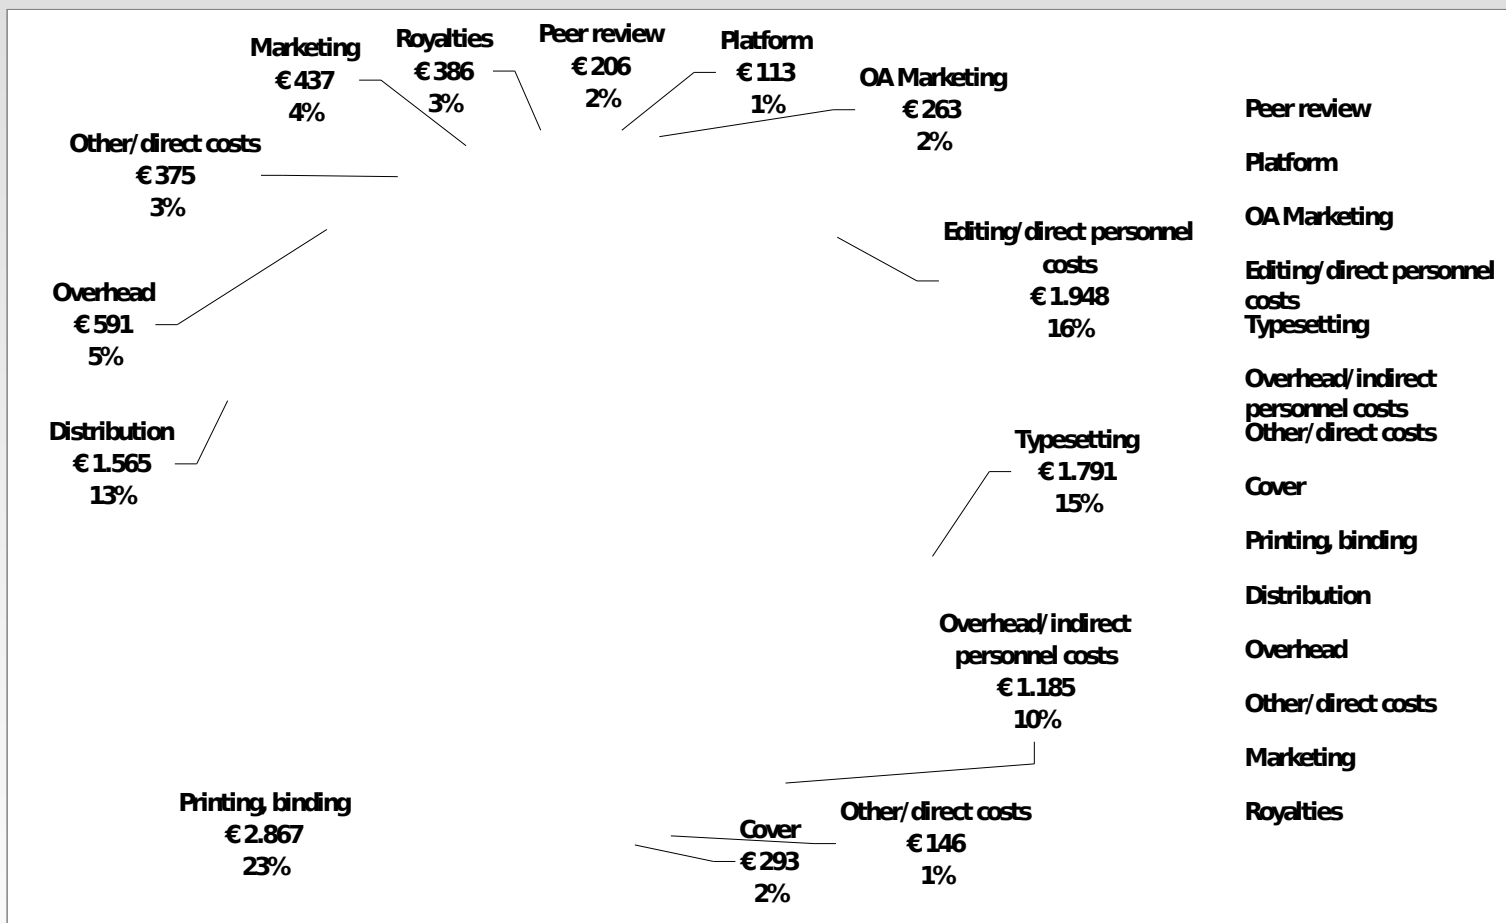 Marketing
€ 437
4%
Royalties
€ 386
3%
Peer review
€ 206
2%
Platform
€ 113
1%
OA Marketing
€ 263
2%
Other/direct costs
€ 375
3%
Editing/direct personnel
costs
€ 1.948
16%
Overhead
€ 591
5%
Distribution
€ 1.565
13%
Typesetting
€ 1.791
15%
Overhead/indirect
personnel costs
€ 1.185
10%
Printing, binding
€ 2.867
23%
Cover
€ 293
2%
Other/direct costs
€ 146
1%
Peer review
Platform
OA Marketing
Editing/direct personnel
costs
Typesetting
Overhead/indirect
personnel costs
Other/direct costs
Cover
Printing, binding
Distribution
Overhead
Other/direct costs
Marketing
Royalties